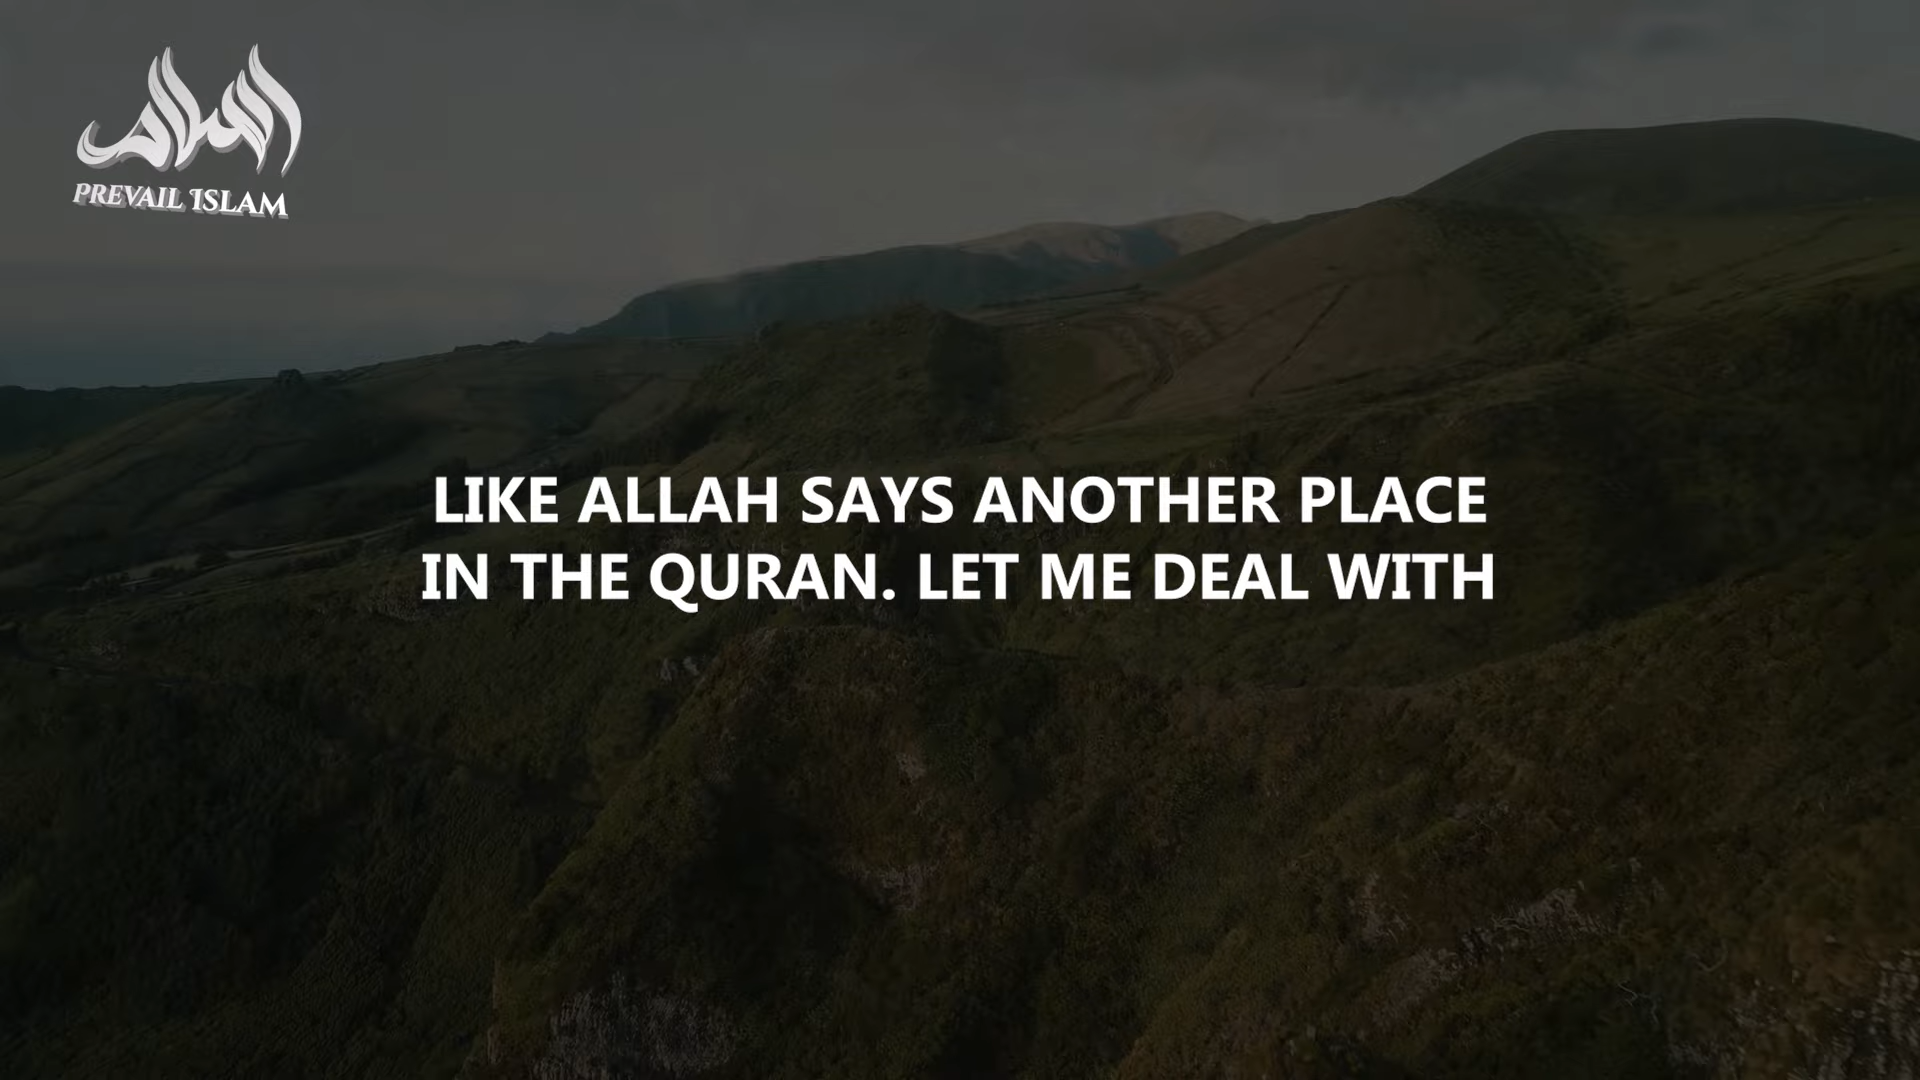 PREVAIL ISLAM
LIKE ALLAH SAYS ANOTHER PLACE
IN THE QURAN. LET ME DEAL WITH